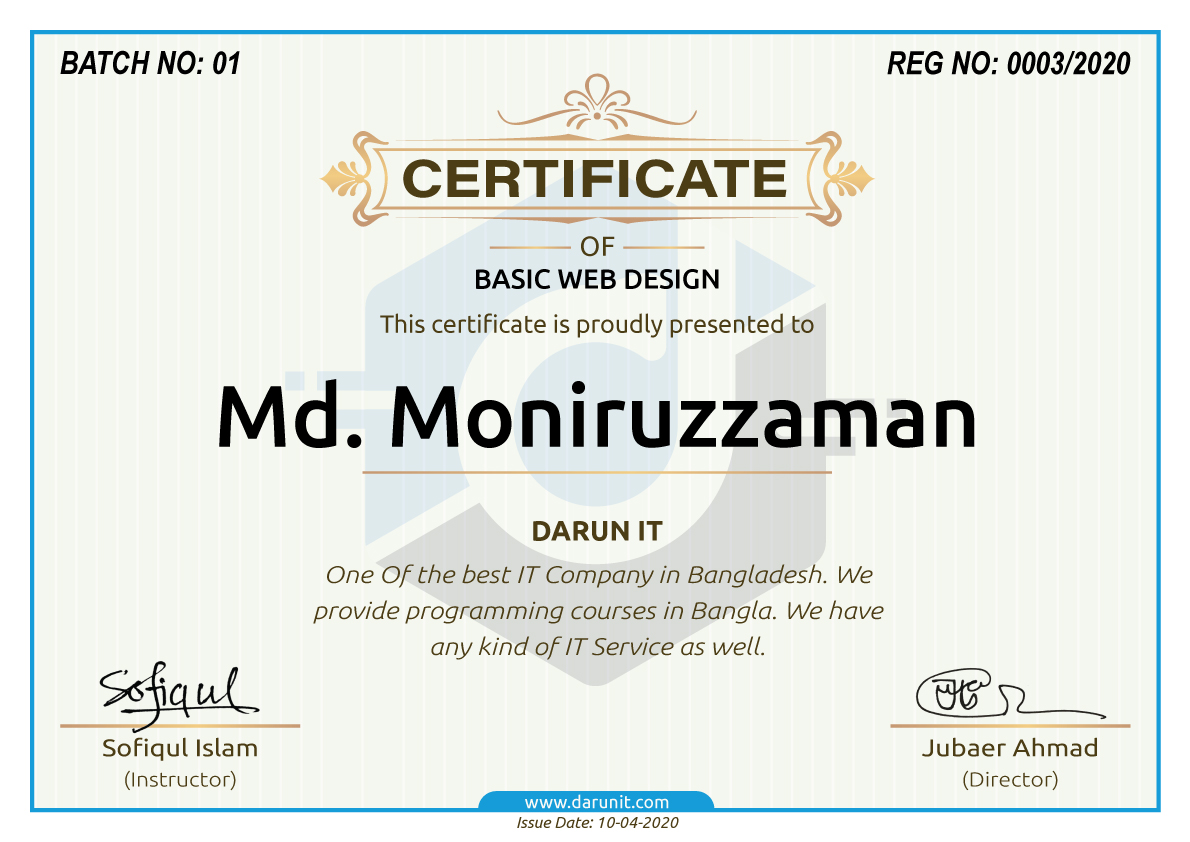 BATCH NO: 01
REG NO: 0003/2020
CERTIFICATE
OF
BASIC WEB DESIGN
This certificate is proudly presented to
Md. Moniruzzaman
DARUN IT
One Of the best IT Company in Bangladesh. We
provide programming courses in Bangla. We have
any kind of IT Service as well.
Sofiqul
Sofiqul Islam
(Instructor)
Jubaer Ahmad
(Director)
www.darunit.com
Issue Date: 10-04-2020